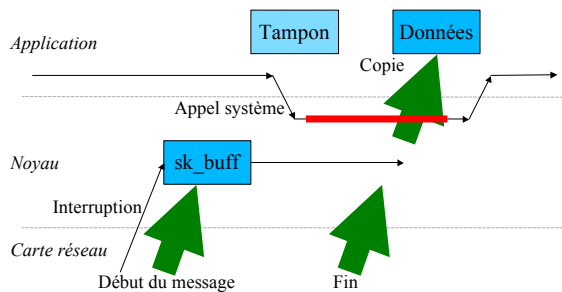 Application
Tampon
Données
Copie
Appel système
Noyau
sk_buff
Interruption
Carte réseau
Début du message
Fin